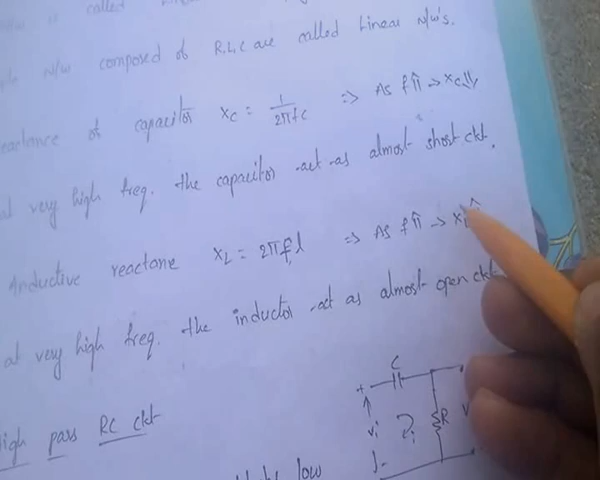 is called
N/w composed of R,L,C are called Linear N/w's.
reactance of capacitor Xc = 1/2πfc ⇒ As f⇑ → Xc⇓
at very high freq. the capacitor act as almost short ckt.
Inductive reactane XL = 2πfl ⇒ As f⇑ → XL⇑
at very high freq. the inductor act as almost open ckt
High pass RC ckt
C
+
Vi i R V
-
low